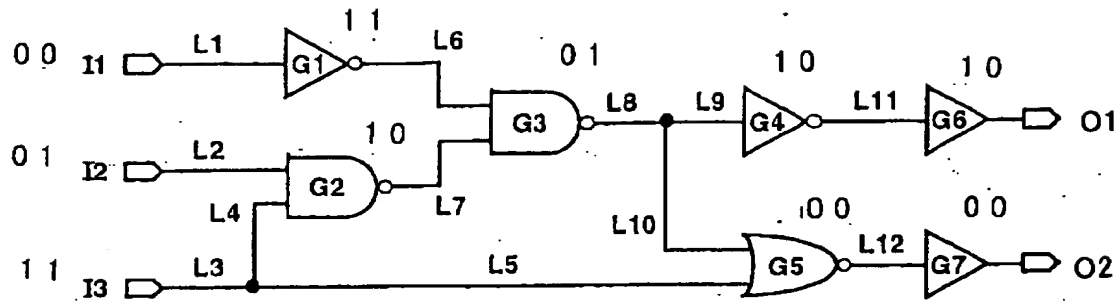 1 1
0 0 I1 L1 G1 L6
0 1 1 0 1 0
G3 L8 L9 G4 L11 G6 O1
1 0
0 1 I2 L2 G2 L7
L4 L10 0 0 0 0
1 1 I3 L3 L5 G5 L12 G7 O2